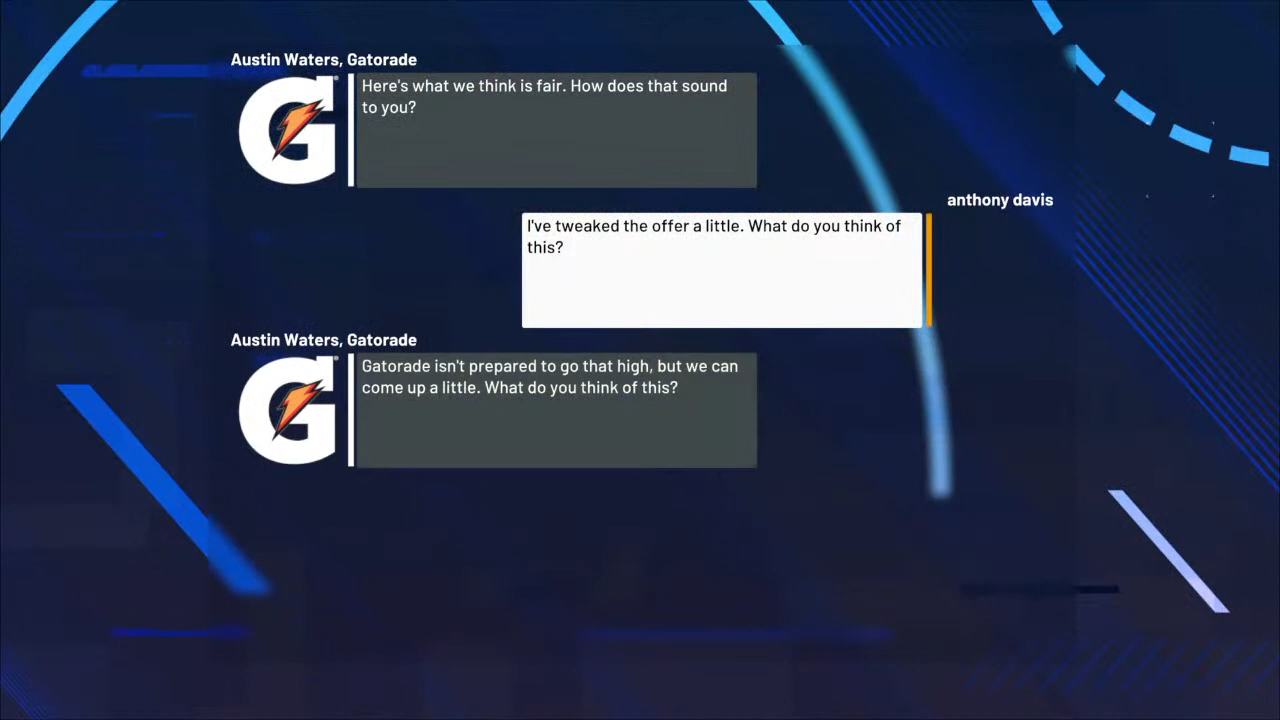 Austin Waters, Gatorade
G
Here's what we think is fair. How does that sound
to you?
anthony davis
I've tweaked the offer a little. What do you think of
this?
Austin Waters, Gatorade
G
Gatorade isn't prepared to go that high, but we can
come up a little. What do you think of this?